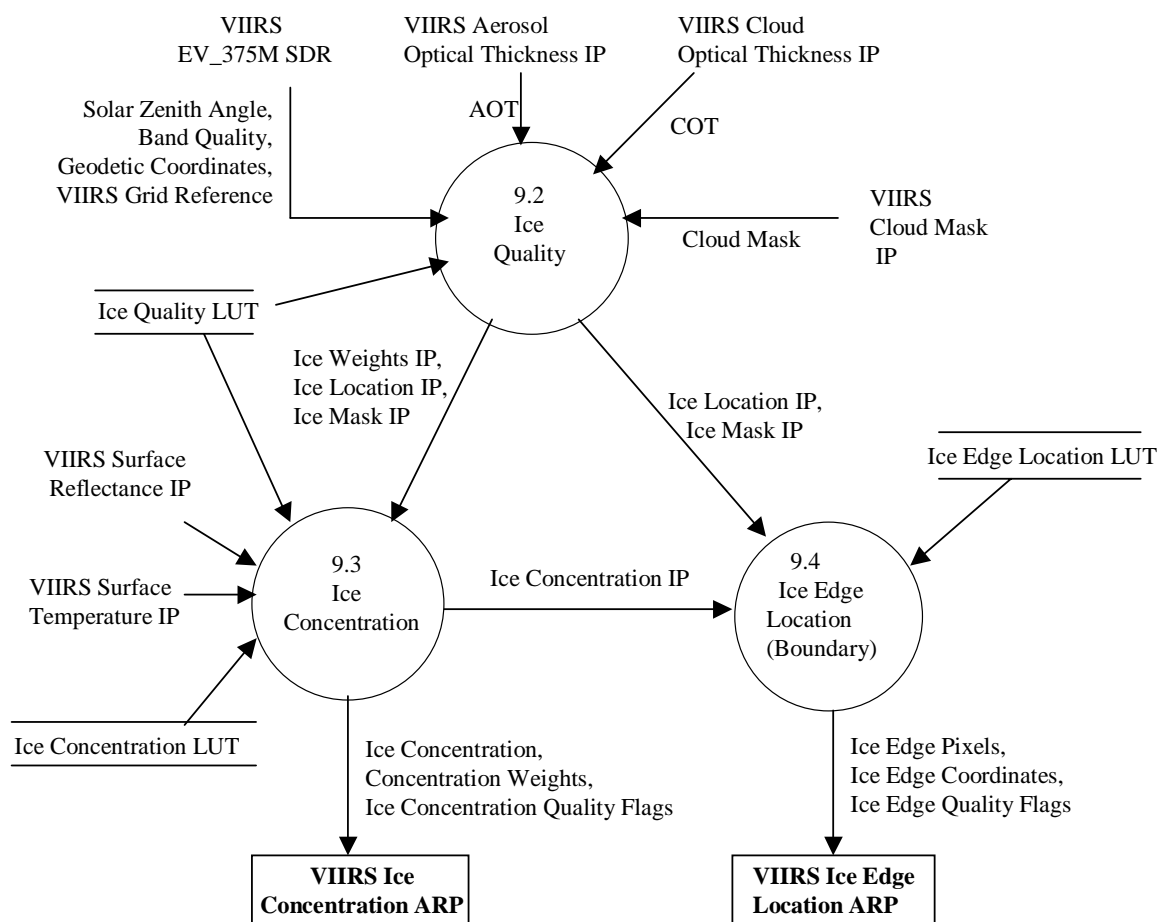 VIIRS
EV_375M SDR
VIIRS Aerosol
Optical Thickness IP
VIIRS Cloud
Optical Thickness IP
Solar Zenith Angle,
Band Quality,
Geodetic Coordinates,
VIIRS Grid Reference
AOT
COT
9.2
Ice
Quality
VIIRS
Cloud Mask
IP
Cloud Mask
Ice Quality LUT
Ice Weights IP,
Ice Location IP,
Ice Mask IP
Ice Location IP,
Ice Mask IP
Ice Edge Location LUT
VIIRS Surface
Reflectance IP
VIIRS Surface
Temperature IP
9.3
Ice
Concentration
Ice Concentration IP
9.4
Ice Edge
Location
(Boundary)
Ice Concentration LUT
Ice Concentration,
Concentration Weights,
Ice Concentration Quality Flags
Ice Edge Pixels,
Ice Edge Coordinates,
Ice Edge Quality Flags
VIIRS Ice
Concentration ARP
VIIRS Ice Edge
Location ARP